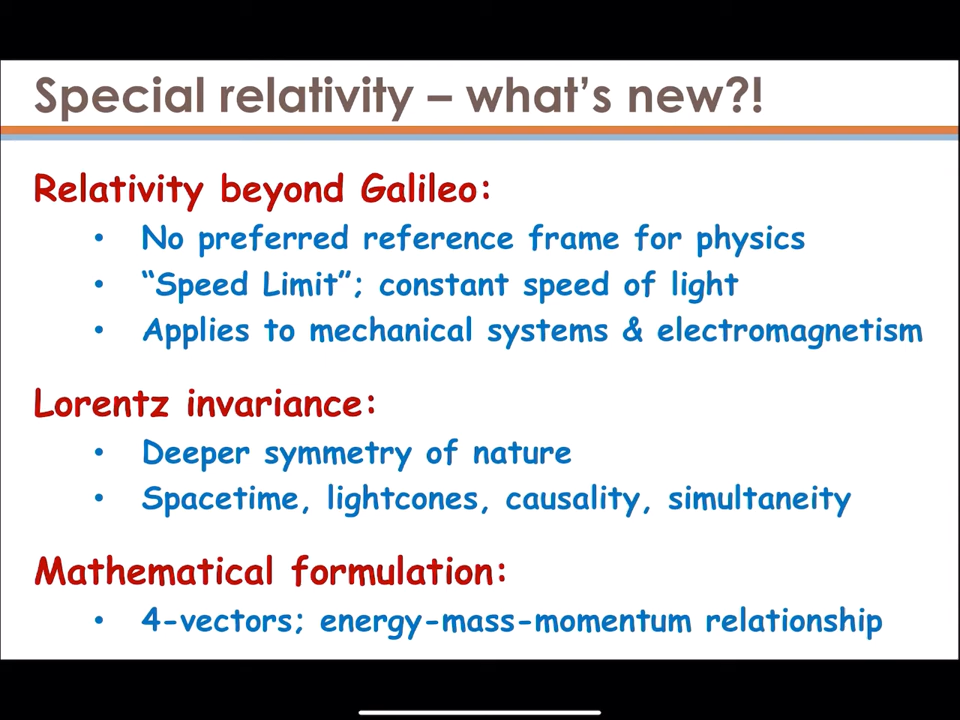 Special relativity – what's new?!
Relativity beyond Galileo:
• No preferred reference frame for physics
• “Speed Limit”; constant speed of light
• Applies to mechanical systems & electromagnetism
Lorentz invariance:
• Deeper symmetry of nature
• Spacetime, lightcones, causality, simultaneity
Mathematical formulation:
• 4-vectors; energy-mass-momentum relationship